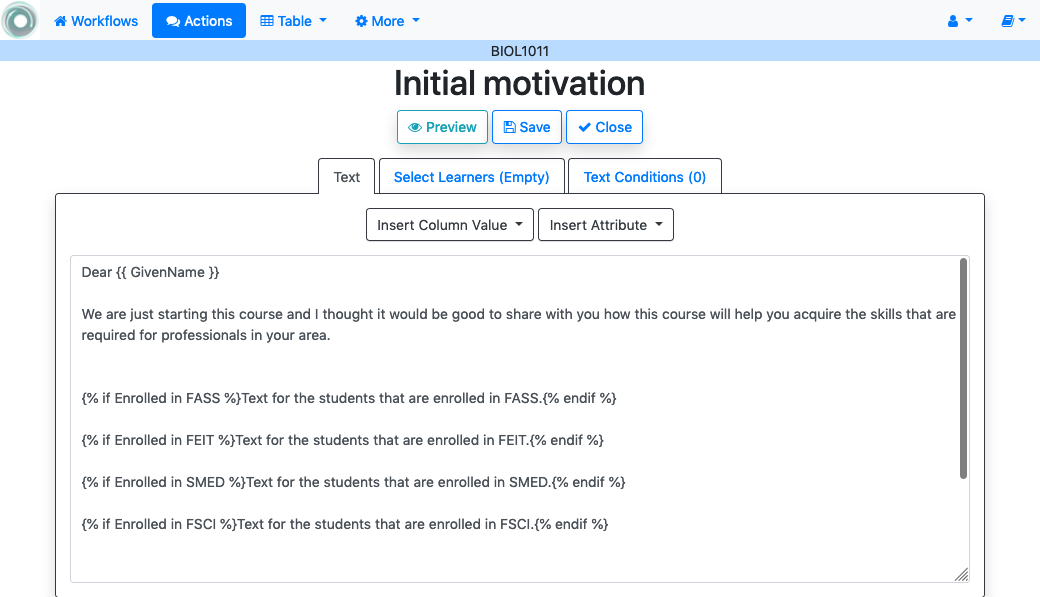 Workflows Actions Table More
BIOL1011
Initial motivation
Preview Save Close
Text Select Learners (Empty) Text Conditions (0)
Insert Column Value Insert Attribute
Dear {{ GivenName }}
We are just starting this course and I thought it would be good to share with you how this course will help you acquire the skills that are
required for professionals in your area.
{% if Enrolled in FASS %}Text for the students that are enrolled in FASS.{% endif %}
{% if Enrolled in FEIT %}Text for the students that are enrolled in FEIT.{% endif %}
{% if Enrolled in SMED %}Text for the students that are enrolled in SMED.{% endif %}
{% if Enrolled in FSCI %}Text for the students that are enrolled in FSCI.{% endif %}